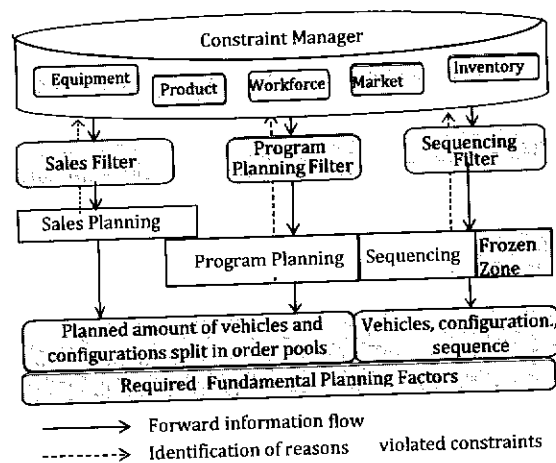 Constraint Manager
Equipment
Product
Workforce
Market
Inventory
Sales Filter
Program
Planning Filter
Sequencing
Filter
Sales Planning
Program Planning
Sequencing
Frozen
Zone
Planned amount of vehicles and
configurations split in order pools
Vehicles, configuration,
sequence
Required Fundamental Planning Factors
Forward information flow
Identification of reasons violated constraints